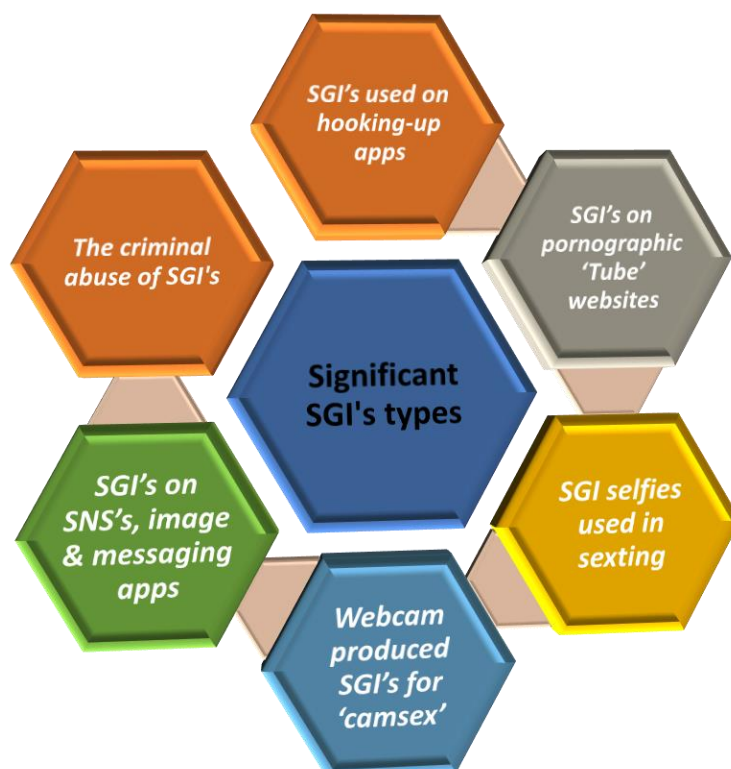 SGI’s used on
hooking-up
apps
SGI’s on
pornographic
‘Tube’
websites
SGI selfies
used in
sexting
Webcam
produced
SGI’s for
‘camsex’
SGI’s on
SNS’s, image
& messaging
apps
The criminal
abuse of SGI's
Significant
SGI's types